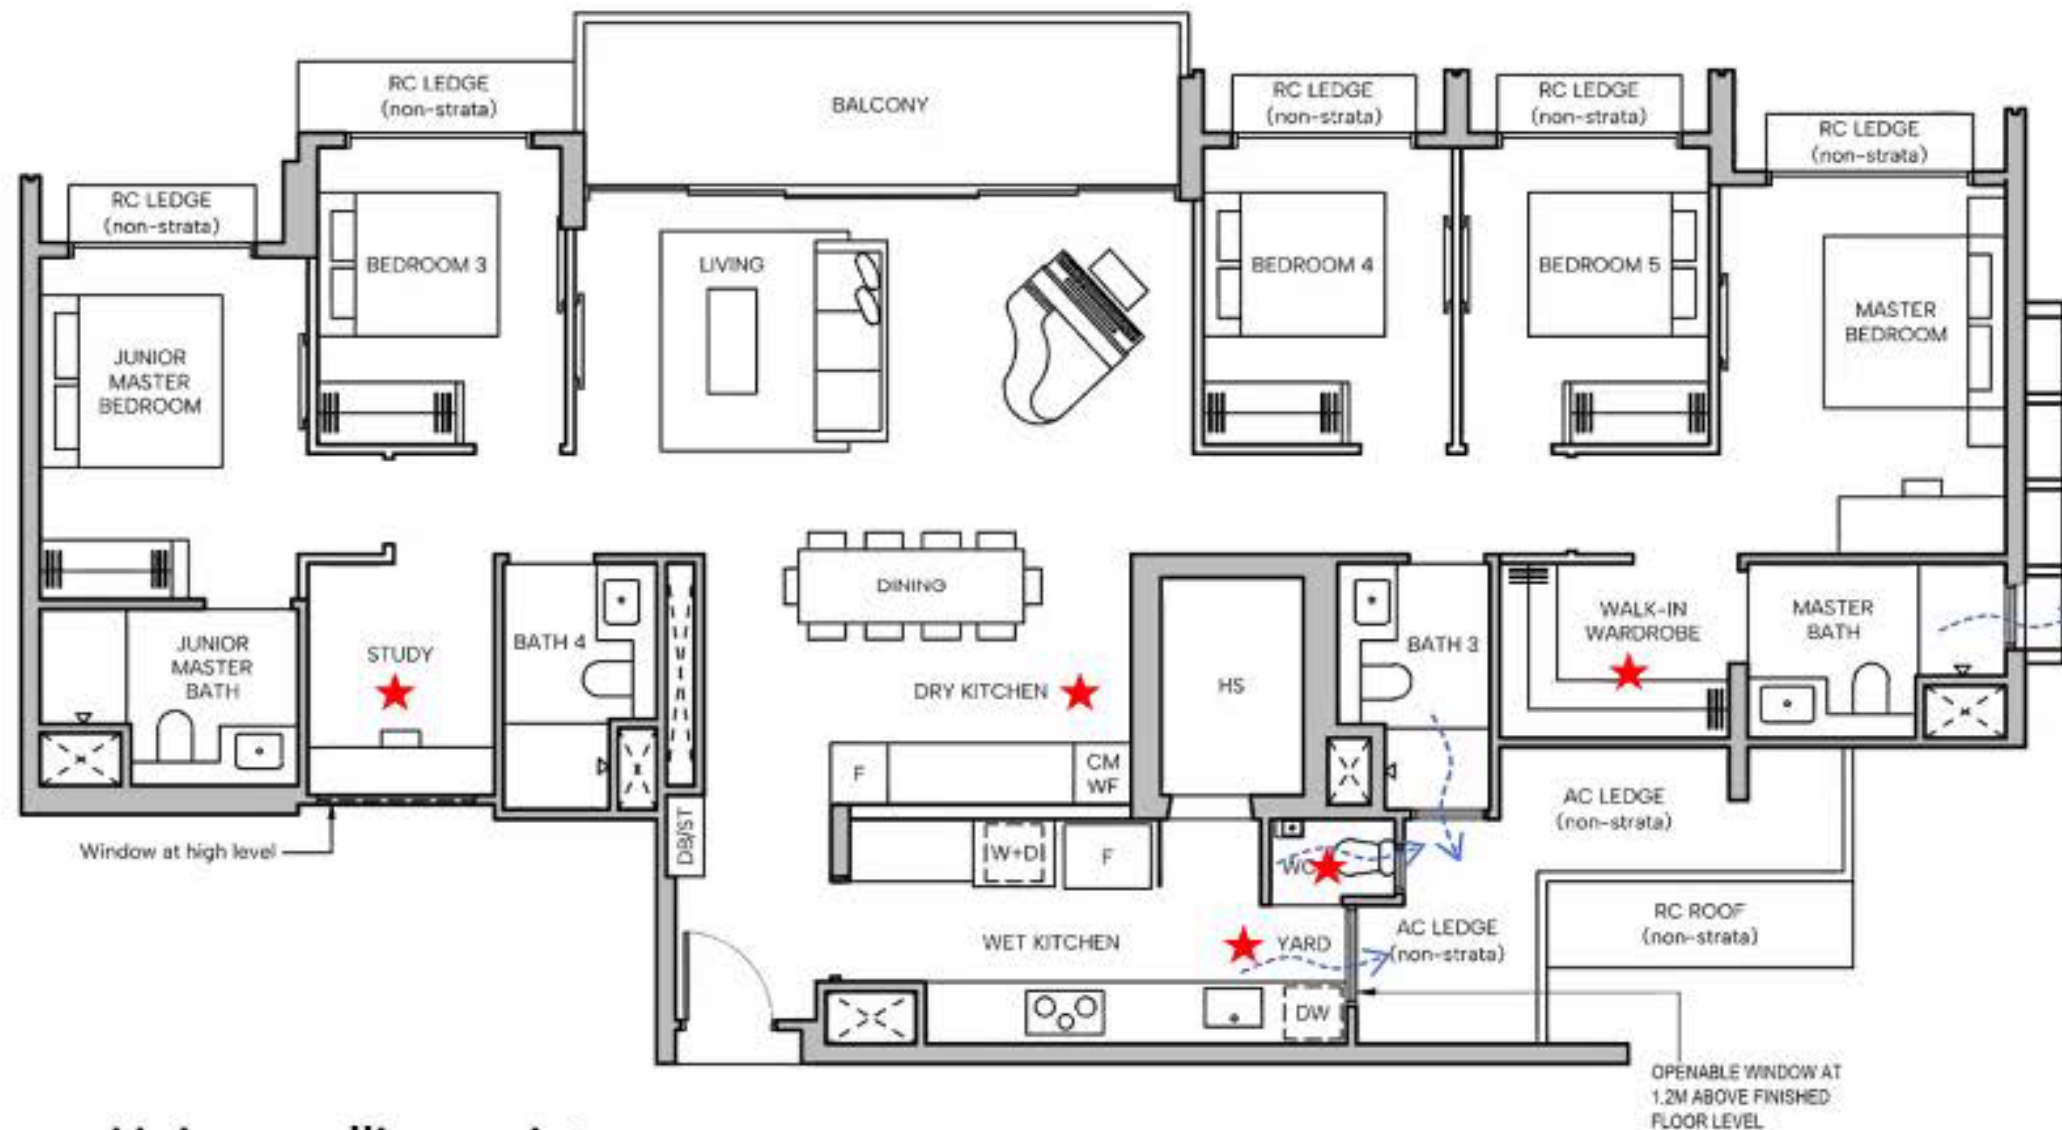 BALCONY
RC LEDGE
(non-strata)
RC LEDGE
(non-strata)
RC LEDGE
(non-strata)
RC LEDGE
(non-strata)
RC LEDGE
(non-strata)
BEDROOM 3
LIVING
BEDROOM 4
BEDROOM 5
MASTER
BEDROOM
JUNIOR
MASTER
BEDROOM
DINING
JUNIOR
MASTER
BATH
STUDY
BATH 4
DRY KITCHEN
HS
BATH 3
WALK-IN
WARDROBE
MASTER
BATH
F
CM
WF
AC LEDGE
(non-strata)
Window at high level
DB/ST
W+D
F
WC
WET KITCHEN
YARD
AC LEDGE
(non-strata)
RC ROOF
(non-strata)
DW
OPENABLE WINDOW AT
1.2M ABOVE FINISHED
FLOOR LEVEL